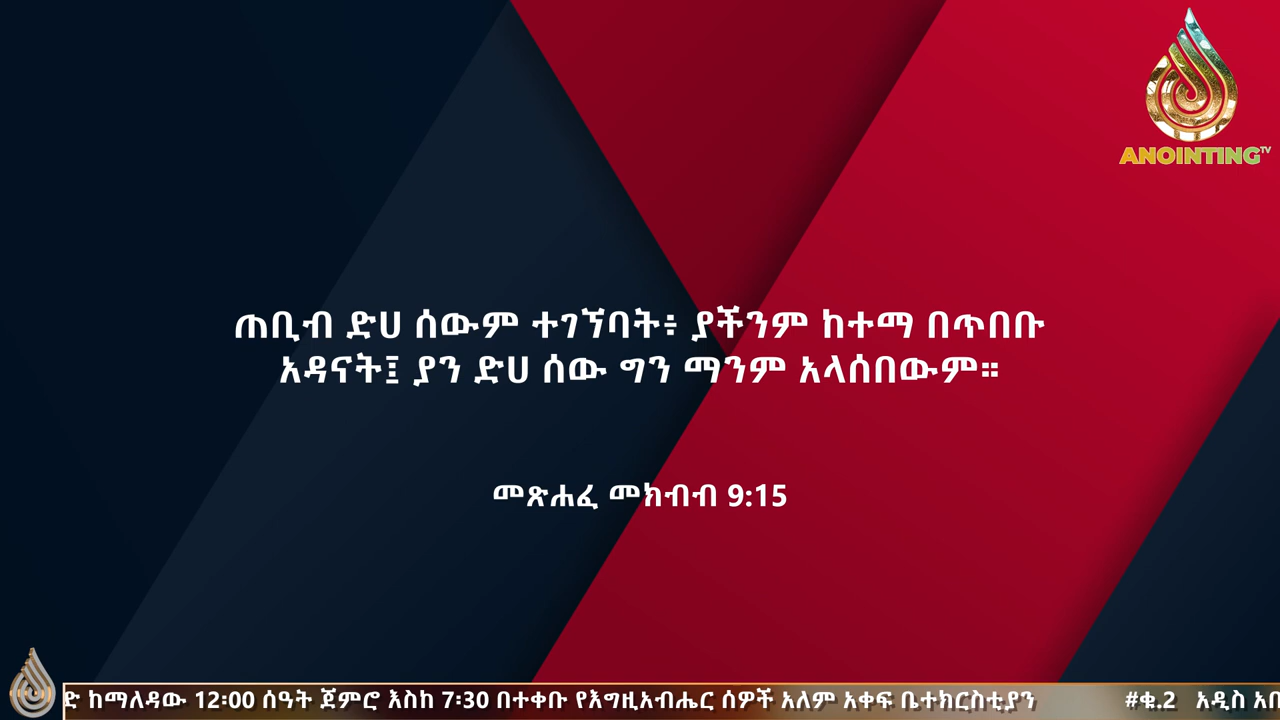 ANOINTING TV
ጠቢብ ድሀ ሰውም ተገኘባት፥ ያችንም ከተማ በጥበቡ
አዳናት፤ ያን ድሀ ሰው ግን ማንም አላሰበውም።
መጽሐፈ መክብብ 9:15
ድ ከማለዳው 12፡00 ሰዓት ጀምሮ እስከ 7፡30 በተቀቡ የእግዚአብሔር ሰዎች አለም አቀፍ ቤተክርስቲያን #ቁ.2 አዲስ